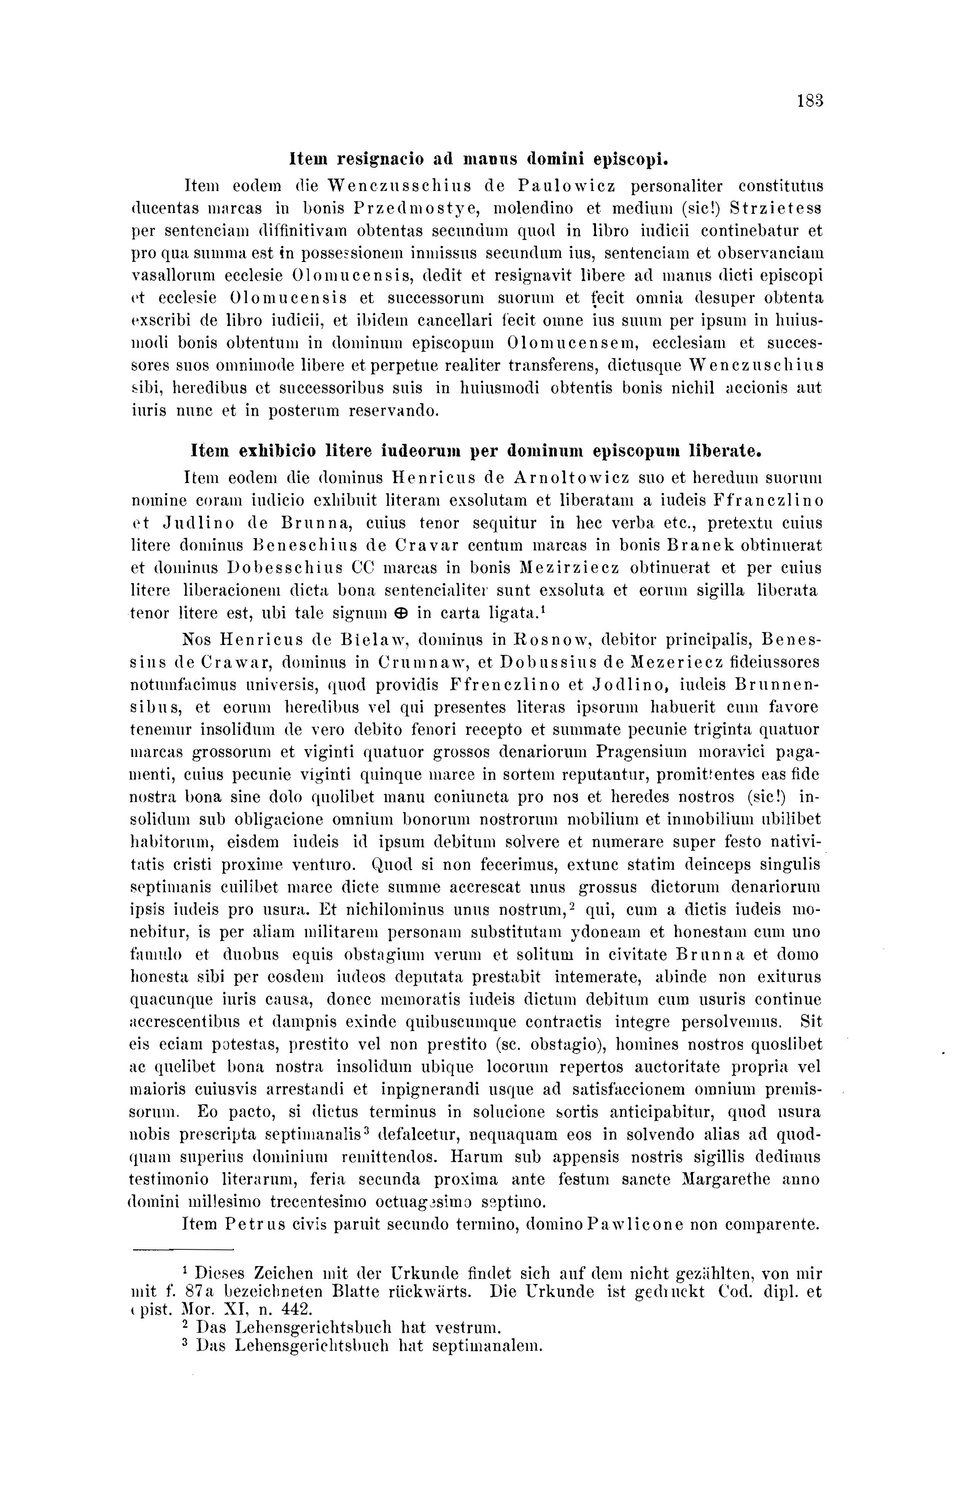 183
Item resignacio ad manus domini episcopi.
Item eodem die Wenczusschius de Paulowicz personaliter constitutus
ducentas marcas in bonis Przedmostye, molendino et medium (sic!) Strzietess
per sentenciam diffinitivam obtentas secundum quod in libro iudicii continebatur et
pro qua summa est in possessionem inmissus secundum ius, sentenciam et observanciam
vasallorum ecclesie Olomucensis, dedit et resignavit libere ad manus dicti episcopi
et ecclesie Olomucensis et successorum suorum et fecit omnia desuper obtenta
exscribi de libro iudicii, et ibidem cancellari fecit omne ius suum per ipsum in huius-
modi bonis obtentum in dominum episcopum Olomucensem, ecclesiam et succes-
sores suos omnimode libere et perpetue realiter transferens, dictusque Wenczuschius
sibi, heredibus et successoribus suis in huiusmodi obtentis bonis nichil accionis aut
iuris nunc et in posterum reservando.
Item exhibicio litere iudeorum per dominum episcopum liberate.
Item eodem die dominus Henricus de Arnoltowicz suo et heredum suorum
nomine coram iudicio exhibuit literam exsolutam et liberatam a iudeis Ffranczlino
et Judlino de Brunna, cuius tenor sequitur in hec verba etc., pretextu cuius
litere dominus Beneschius de Cravar centum marcas in bonis Branek obtinuerat
et dominus Dobesschius CC marcas in bonis Mezirziecz obtinuerat et per cuius
litere liberacionem dicta bona sentencialiter sunt exsoluta et eorum sigilla liberata
tenor litere est, ubi tale signum ⊕ in carta ligata.¹
Nos Henricus de Bielaw, dominus in Rosnow, debitor principalis, Benes-
sius de Crawar, dominus in Crumnaw, et Dobussius de Mezeriecz fideiussores
notumfacimus universis, quod providis Ffrenczlino et Jodlino, iudeis Brunnen-
sibus, et eorum heredibus vel qui presentes literas ipsorum habuerit cum favore
tenemur insolidum de vero debito fenori recepto et summate pecunie triginta quatuor
marcas grossorum et viginti quatuor grossos denariorum Pragensium moravici paga-
menti, cuius pecunie viginti quinque marce in sortem reputantur, promittentes eas fide
nostra bona sine dolo quolibet manu coniuncta pro nos et heredes nostros (sic!) in-
solidum sub obligacione omnium bonorum nostrorum mobilium et inmobilium ubilibet
habitorum, eisdem iudeis id ipsum debitum solvere et numerare super festo nativi-
tatis cristi proxime venturo. Quod si non fecerimus, extunc statim deinceps singulis
septimanis cuilibet marce dicte summe accrescat unus grossus dictorum denariorum
ipsis iudeis pro usura. Et nichilominus unus nostrum,² qui, cum a dictis iudeis mo-
nebitur, is per aliam militarem personam substitutam ydoneam et honestam cum uno
famulo et duobus equis obstagium verum et solitum in civitate Brunna et domo
honesta sibi per eosdem iudeos deputata prestabit intemerate, abinde non exiturus
quacunque iuris causa, donec memoratis iudeis dictum debitum cum usuris continue
accrescentibus et dampnis exinde quibuscumque contractis integre persolvemus. Sit
eis eciam potestas, prestito vel non prestito (sc. obstagio), homines nostros quoslibet
ac quelibet bona nostra insolidum ubique locorum repertos auctoritate propria vel
maioris cuiusvis arrestandi et inpignerandi usque ad satisfaccionem omnium premis-
sorum. Eo pacto, si dictus terminus in solucione sortis anticipabitur, quod usura
nobis prescripta septimanalis³ defalcetur, nequaquam eos in solvendo alias ad quod-
quam superius dominium remittendos. Harum sub appensis nostris sigillis dedimus
testimonio literarum, feria secunda proxima ante festum sancte Margarethe anno
domini millesimo trecentesimo octuagesimo septimo.
Item Petrus civis paruit secundo termino, domino Pawlicone non comparente.
¹ Dieses Zeichen mit der Urkunde findet sich auf dem nicht gezählten, von mir
mit f. 87a bezeichneten Blatte rückwärts. Die Urkunde ist gedruckt Cod. dipl. et
epist. Mor. XI, n. 442.
² Das Lehensgerichtsbuch hat vestrum.
³ Das Lehensgerichtsbuch hat septimanalem.